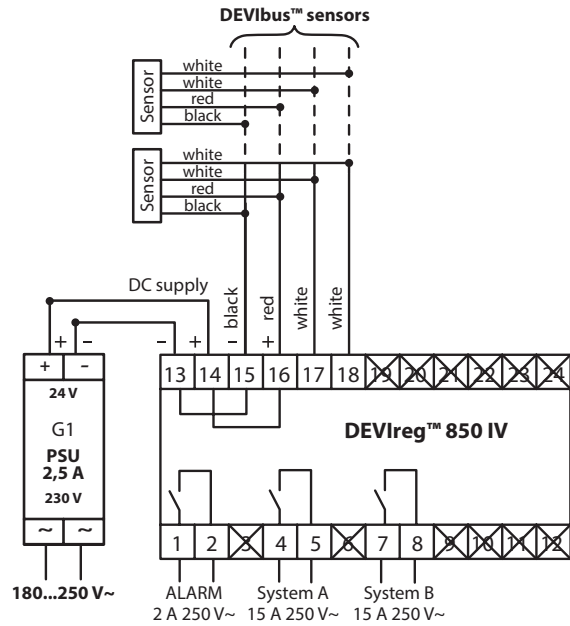 DEVIbus™ sensors
Sensor
white
white
red
black
Sensor
white
white
red
black
DC supply
black
red
white
white
+ − − + − +
+ −
24 V
G1
PSU
2,5 A
230 V
~ ~
180...250 V~
13 14 15 16 17 18 19 20 21 22 23 24
DEVIreg™ 850 IV
1 2 3 4 5 6 7 8 9 10 11 12
ALARM
2 A 250 V~
System A
15 A 250 V~
System B
15 A 250 V~